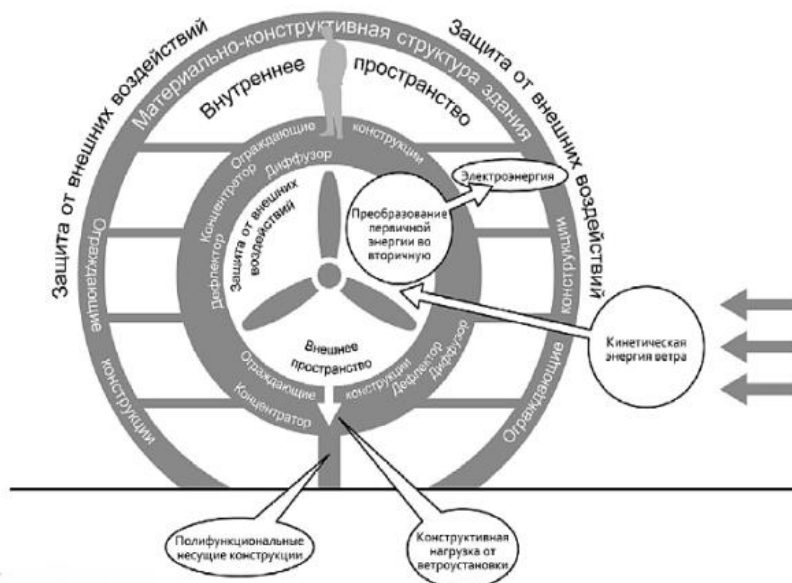 Защита от внешних воздействий
Материально-конструктивная структура здания
Защита от внешних воздействий
Внутреннее пространство
Ограждающие конструкции
Концентратор Диффузор
Дефлектор
Защита от внешних
воздействий
Электроэнергия
Преобразование
первичной
энергии во
вторичную
Ограждающие
конструкции
Ограждающие
конструкции
Кинетическая
энергия ветра
Внешнее
пространство
Ограждающие конструкции
Концентратор
Дефлектор
Диффузор
Полифункциональные
несущие конструкции
Конструктивная
нагрузка от
ветроустановки